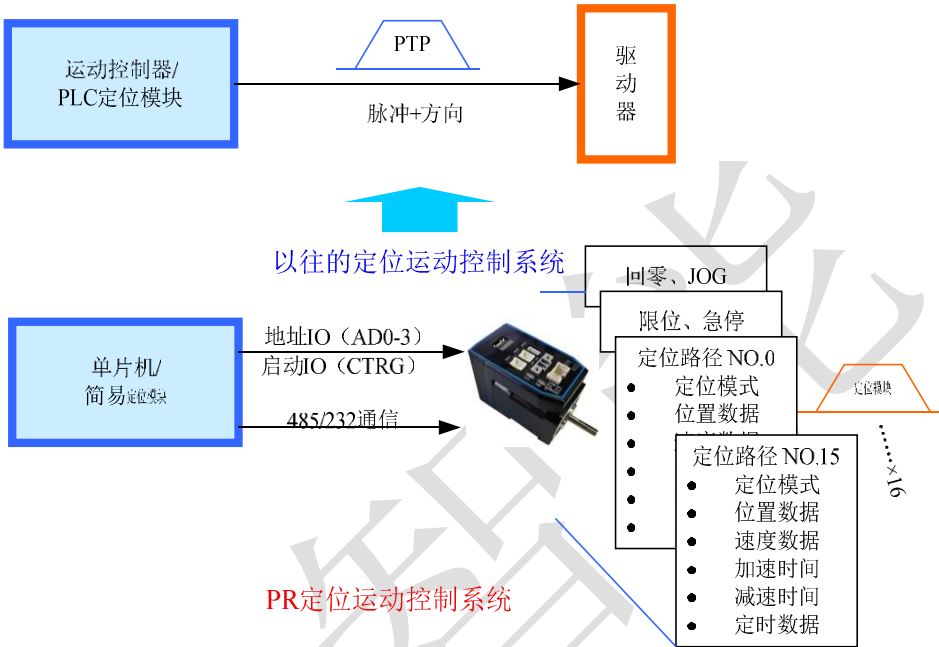 PTP
运动控制器/
PLC定位模块
脉冲+方向
驱
动
器
以往的定位运动控制系统
回零、JOG
限位、急停
地址IO（AD0-3）
启动IO（CTRG）
485/232通信
单片机/
简易定位模块
定位路径 NO.0
● 定位模式
● 位置数据
●
●
●
●
定位模块
······×16
定位路径 NO.15
● 定位模式
● 位置数据
● 速度数据
● 加速时间
● 减速时间
● 定时数据
PR定位运动控制系统